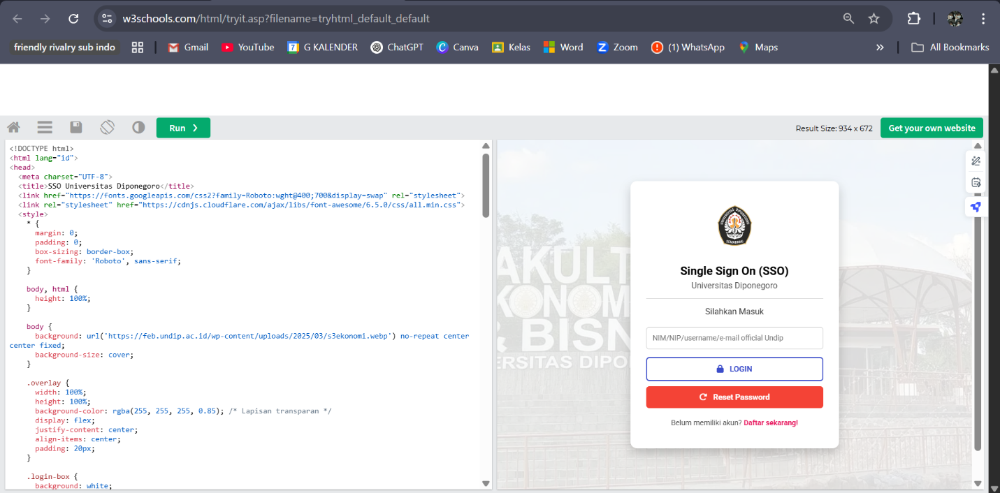 w3schools.com/html/tryit.asp?filename=tryhtml_default_default
friendly rivalry sub indo
Gmail
YouTube
7
G KALENDER
ChatGPT
Canva
Kelas
Word
Zoom
(1) WhatsApp
Maps
»
All Bookmarks
Run ❯
Result Size: 934 x 672
Get your own website
<!DOCTYPE html>
<html lang="id">
<head>
<meta charset="UTF-8">
<title>SSO Universitas Diponegoro</title>
<link href="https://fonts.googleapis.com/css2?family=Roboto:wght@400;700&display=swap" rel="stylesheet">
<link rel="stylesheet" href="https://cdnjs.cloudflare.com/ajax/libs/font-awesome/6.5.0/css/all.min.css">
<style>
* {
margin: 0;
padding: 0;
box-sizing: border-box;
font-family: 'Roboto', sans-serif;
}
body, html {
height: 100%;
}
body {
background: url('https://feb.undip.ac.id/wp-content/uploads/2025/03/s3ekonomi.webp') no-repeat center
center fixed;
background-size: cover;
}
.overlay {
width: 100%;
height: 100%;
background-color: rgba(255, 255, 255, 0.85); /* Lapisan transparan */
display: flex;
justify-content: center;
align-items: center;
padding: 20px;
}
.login-box {
background: white;
AKULT
KONOM
& BISN
ERSITAS DIPO
UNIVERSITAS DIPONEGORO
SEMARANG
Single Sign On (SSO)
Universitas Diponegoro
Silahkan Masuk
NIM/NIP/username/e-mail official Undip
LOGIN
Reset Password
Belum memiliki akun? Daftar sekarang!